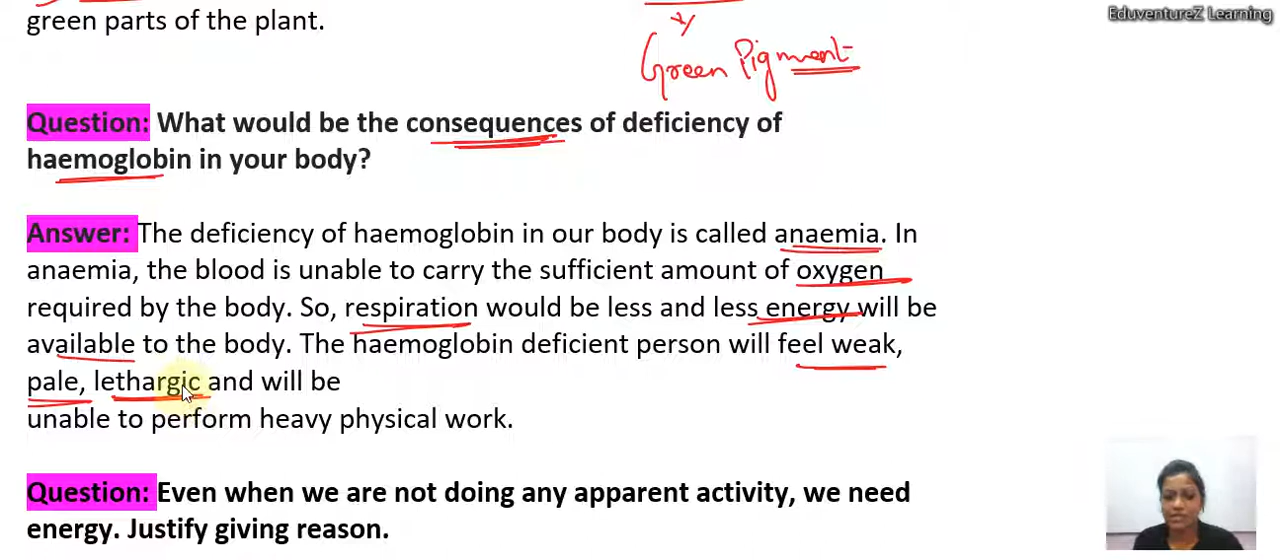 EduventureZ Learning
green parts of the plant.
Green Pigment
Question: What would be the consequences of deficiency of
haemoglobin in your body?
Answer: The deficiency of haemoglobin in our body is called anaemia. In
anaemia, the blood is unable to carry the sufficient amount of oxygen
required by the body. So, respiration would be less and less energy will be
available to the body. The haemoglobin deficient person will feel weak,
pale, lethargic and will be
unable to perform heavy physical work.
Question: Even when we are not doing any apparent activity, we need
energy. Justify giving reason.